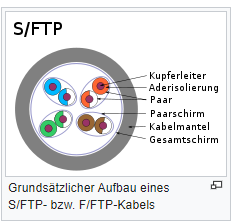 S/FTP
Kupferleiter
Aderisolierung
Paar
Paarschirm
Kabelmantel
Gesamtschirm
Grundsätzlicher Aufbau eines
S/FTP- bzw. F/FTP-Kabels